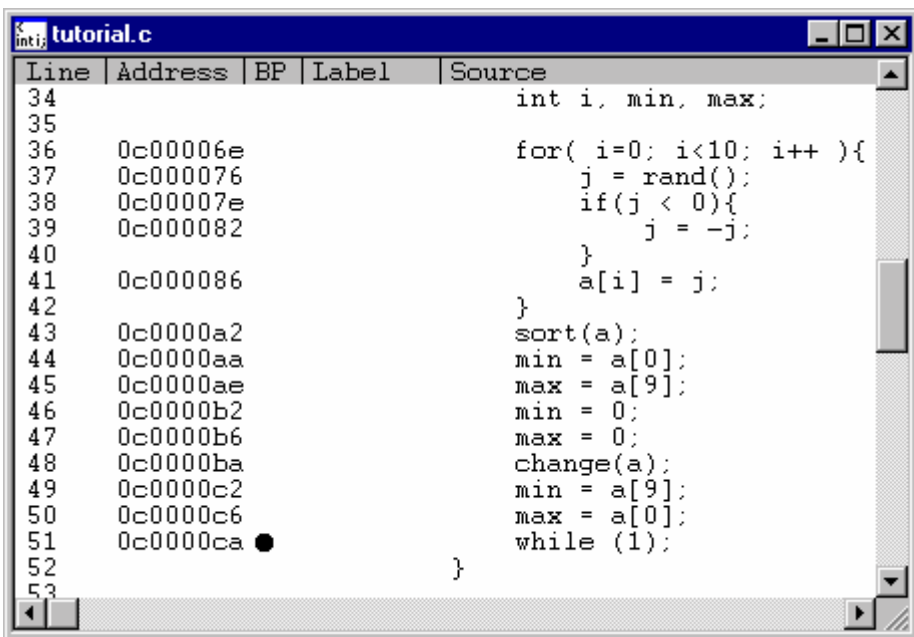 int i; tutorial.c
Line Address BP Label Source
34 int i, min, max;
35
36 0c00006e for( i=0; i<10; i++ ){
37 0c000076 j = rand();
38 0c00007e if(j < 0){
39 0c000082 j = -j;
40 }
41 0c000086 a[i] = j;
42 }
43 0c0000a2 sort(a);
44 0c0000aa min = a[0];
45 0c0000ae max = a[9];
46 0c0000b2 min = 0;
47 0c0000b6 max = 0;
48 0c0000ba change(a);
49 0c0000c2 min = a[9];
50 0c0000c6 max = a[0];
51 0c0000ca while (1);
52 }
53